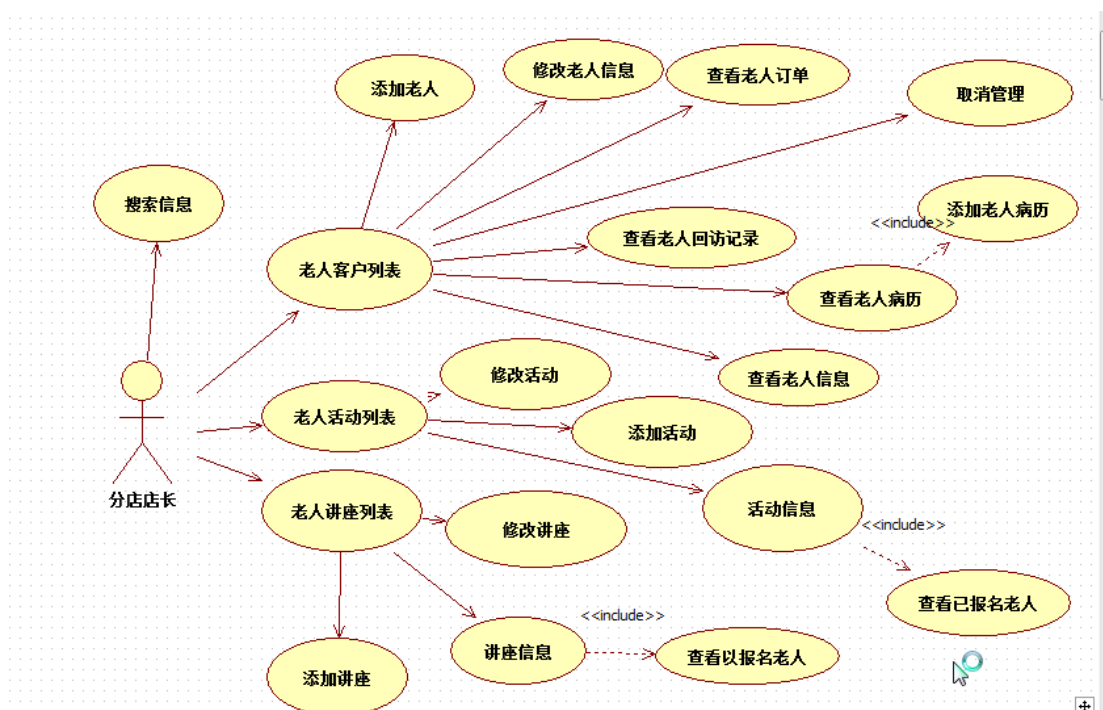 添加老人
修改老人信息
查看老人订单
取消管理
搜索信息
添加老人病历
<<include>>
查看老人回访记录
老人客户列表
查看老人病历
修改活动
查看老人信息
老人活动列表
添加活动
分店店长
老人讲座列表
修改讲座
活动信息
<<include>>
查看已报名老人
<<include>>
讲座信息
查看以报名老人
添加讲座